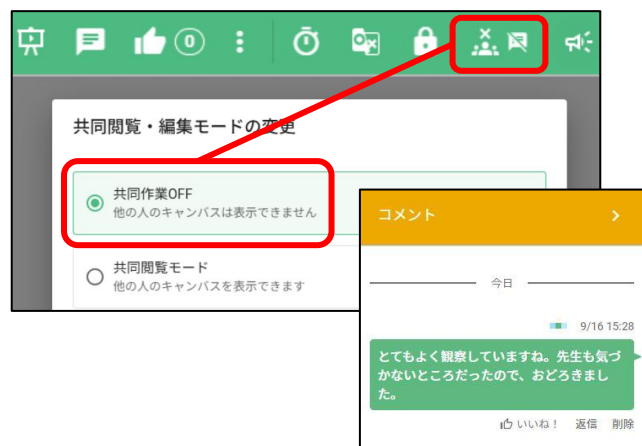 0
共同閲覧・編集モードの変更
共同作業OFF
他の人のキャンバスは表示できません
共同閲覧モード
他の人のキャンバスを表示できます
コメント
今日
9/16 15:28
とてもよく観察していますね。先生も気づ
かないところだったので、おどろきまし
た。
いいね! 返信 削除